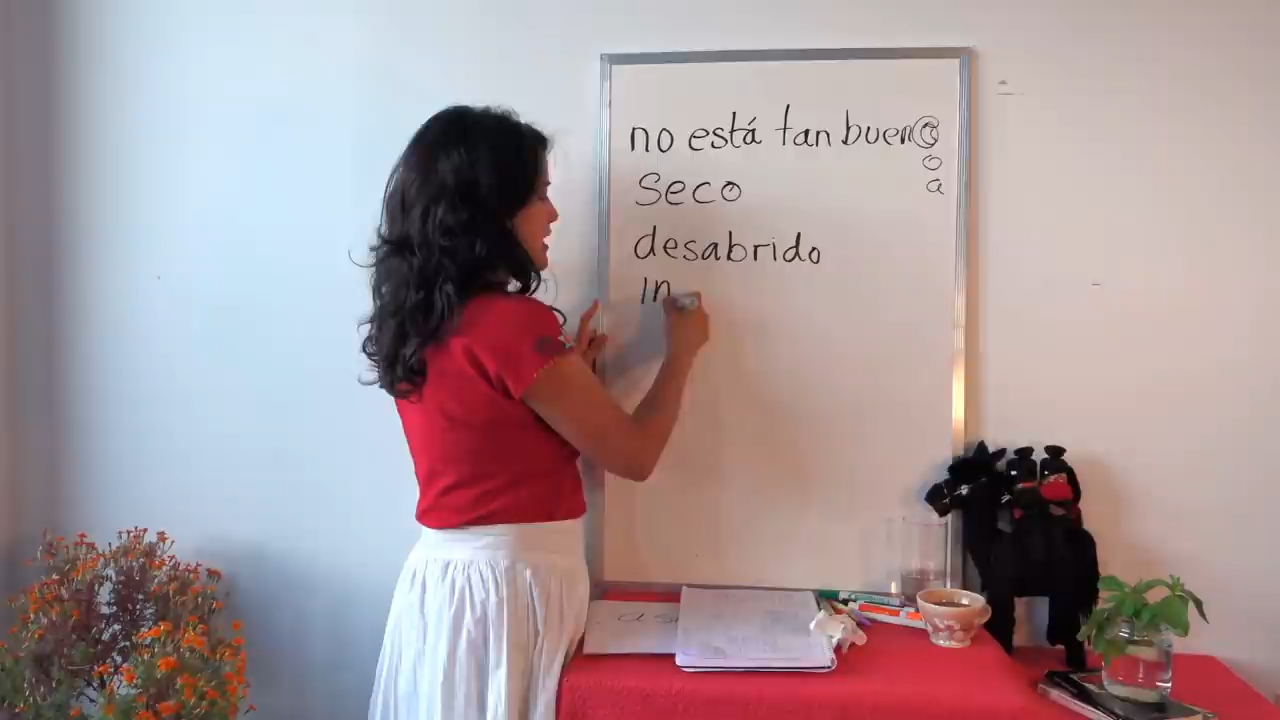 no está tan bueno
o
a
Seco
desabrido
in